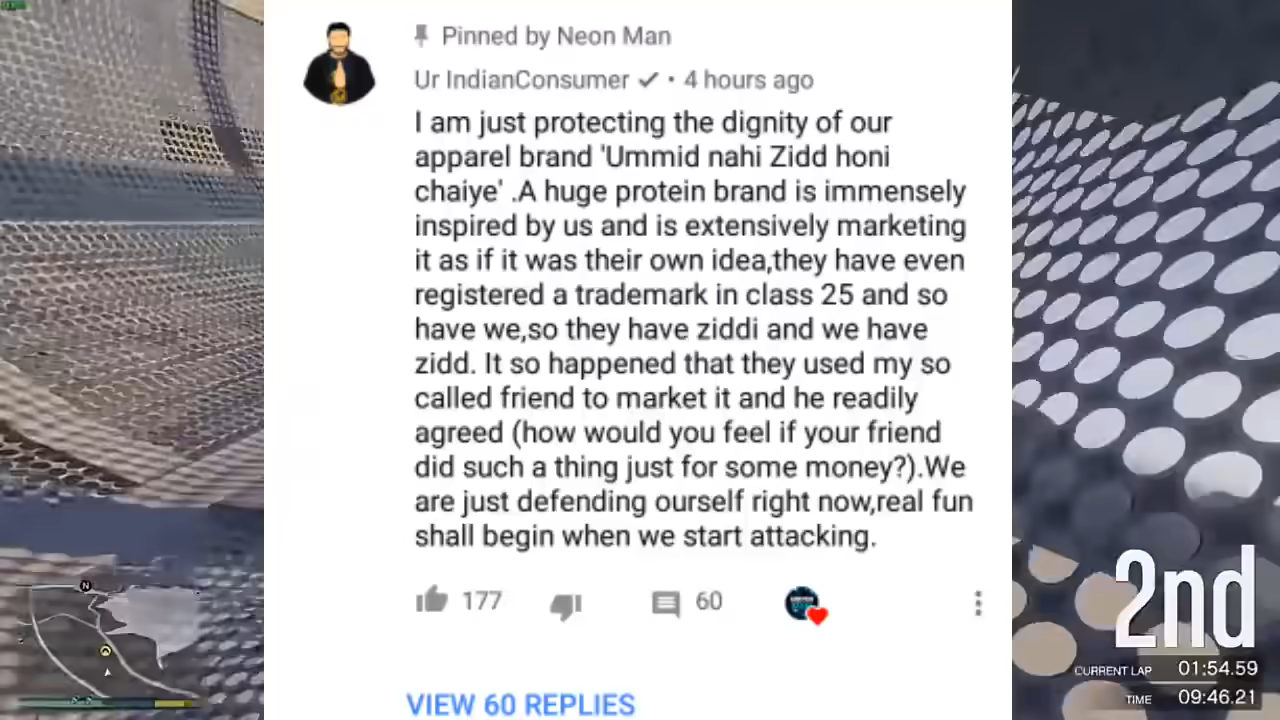 Pinned by Neon Man
Ur IndianConsumer ✓ • 4 hours ago
I am just protecting the dignity of our
apparel brand 'Ummid nahi Zidd honi
chaiye' .A huge protein brand is immensely
inspired by us and is extensively marketing
it as if it was their own idea,they have even
registered a trademark in class 25 and so
have we,so they have ziddi and we have
zidd. It so happened that they used my so
called friend to market it and he readily
agreed (how would you feel if your friend
did such a thing just for some money?).We
are just defending ourself right now,real fun
shall begin when we start attacking.
177
60
VIEW 60 REPLIES
N
2nd
CURRENT LAP 01:54.59
TIME 09:46.21